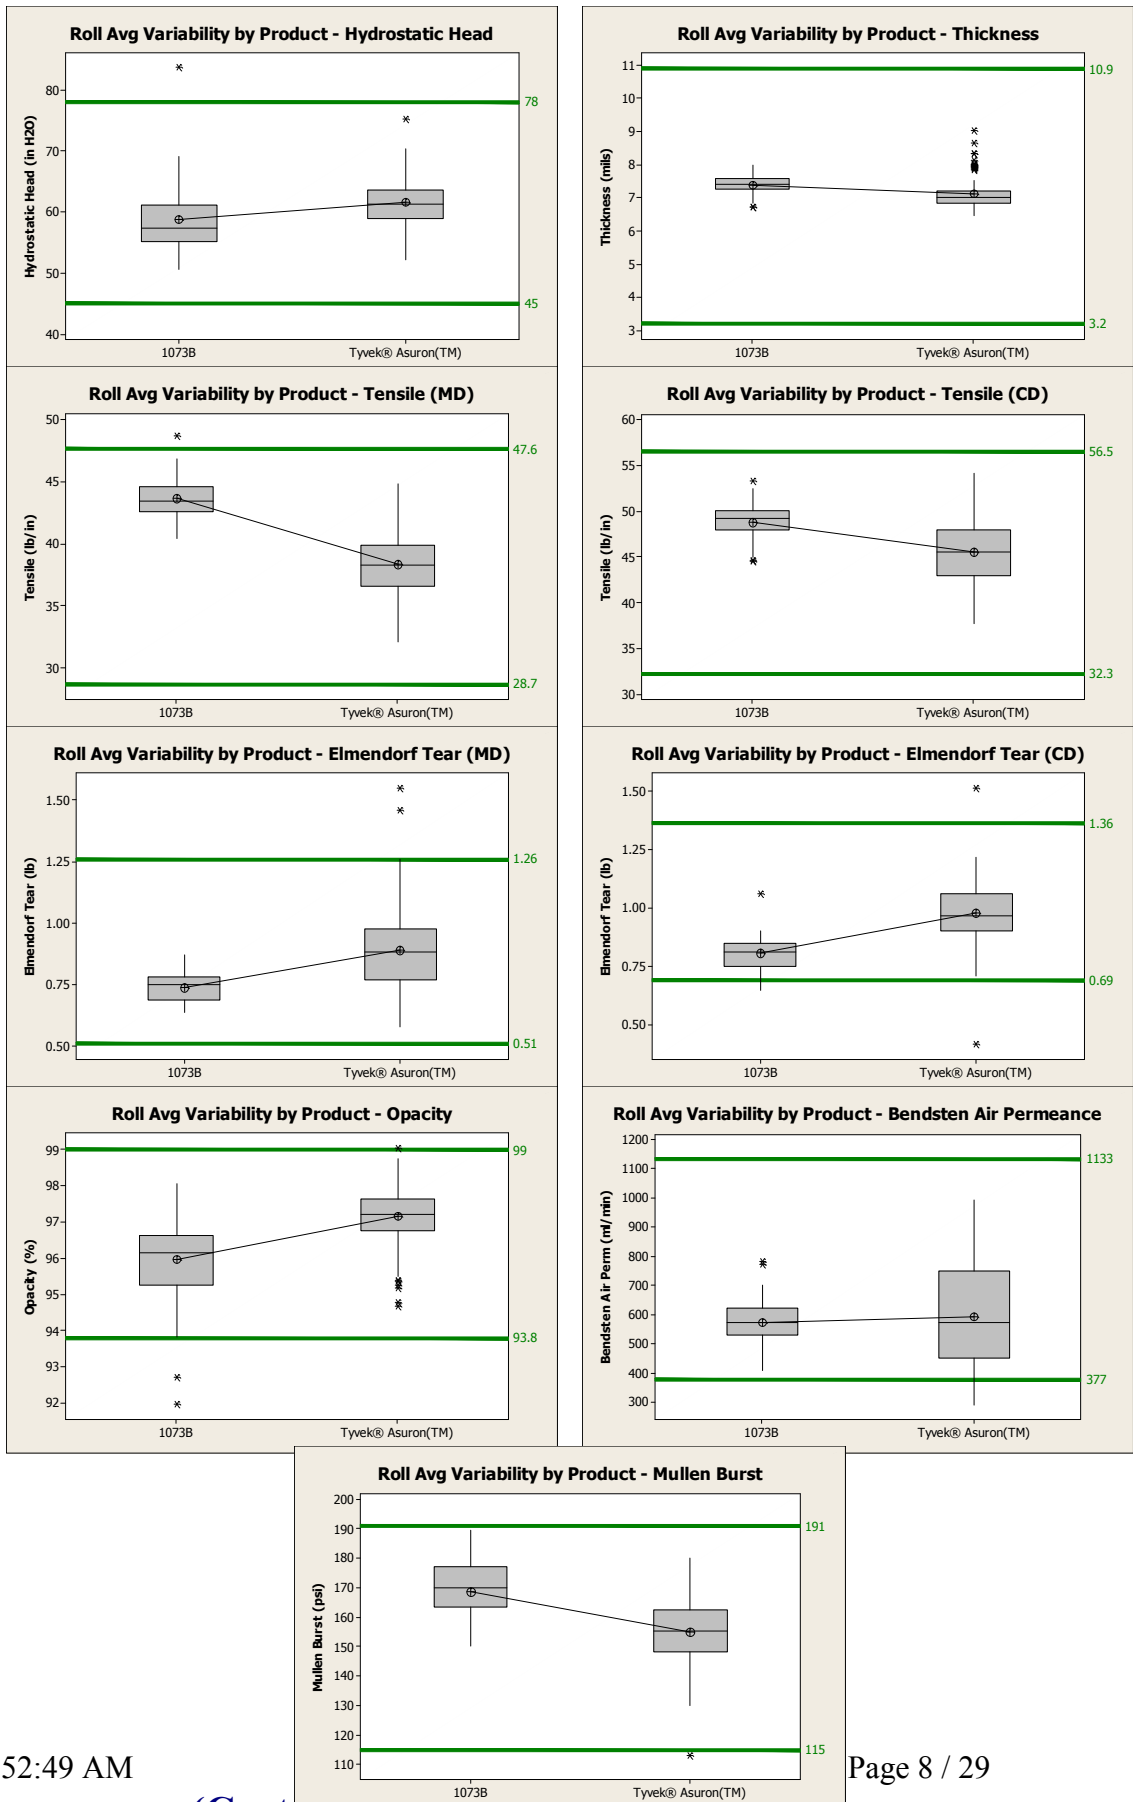 Roll Avg Variability by Product - Hydrostatic Head
Hydrostatic Head (in H2O)
80
70
60
50
40
78
45
1073B
Tyvek® Asuron(TM)
Roll Avg Variability by Product - Thickness
Thickness (mils)
11
10
9
8
7
6
5
4
3
10.9
3.2
1073B
Tyvek® Asuron(TM)
Roll Avg Variability by Product - Tensile (MD)
Tensile (lb/in)
50
45
40
35
30
47.6
28.7
1073B
Tyvek® Asuron(TM)
Roll Avg Variability by Product - Tensile (CD)
Tensile (lb/in)
60
55
50
45
40
35
30
56.5
32.3
1073B
Tyvek® Asuron(TM)
Roll Avg Variability by Product - Elmendorf Tear (MD)
Elmendorf Tear (lb)
1.50
1.25
1.00
0.75
0.50
1.26
0.51
1073B
Tyvek® Asuron(TM)
Roll Avg Variability by Product - Elmendorf Tear (CD)
Elmendorf Tear (lb)
1.50
1.25
1.00
0.75
0.50
1.36
0.69
1073B
Tyvek® Asuron(TM)
Roll Avg Variability by Product - Opacity
Opacity (%)
99
98
97
96
95
94
93
92
99
93.8
1073B
Tyvek® Asuron(TM)
Roll Avg Variability by Product - Bendsten Air Permeance
Bendsten Air Perm (ml/min)
1200
1100
1000
900
800
700
600
500
400
300
1133
377
1073B
Tyvek® Asuron(TM)
Roll Avg Variability by Product - Mullen Burst
Mullen Burst (psi)
200
190
180
170
160
150
140
130
120
110
191
115
1073B
Tyvek® Asuron(TM)
52:49 AM
Page 8 / 29